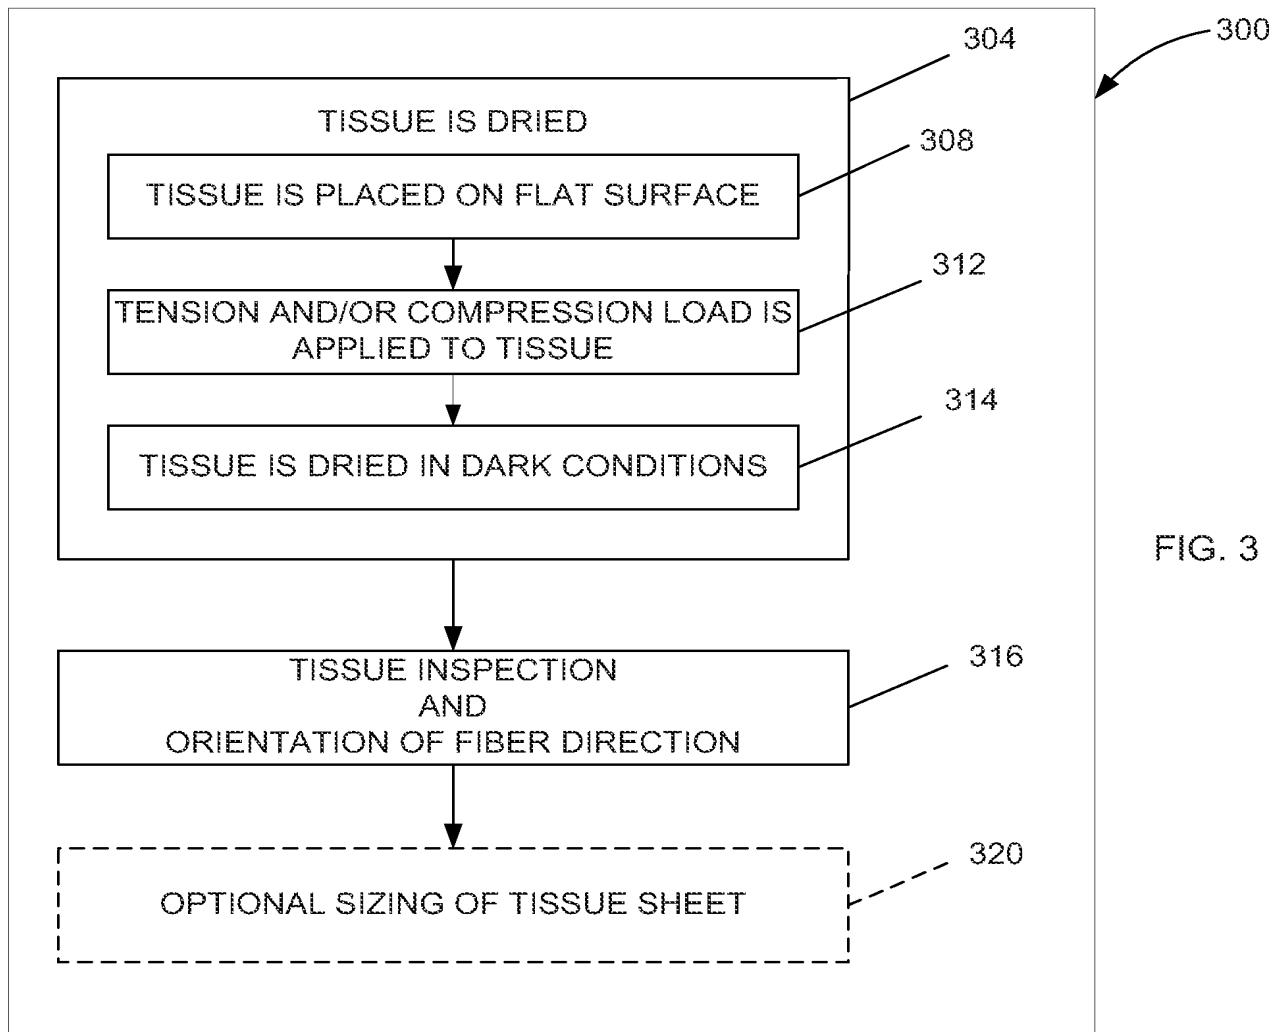 300
304
TISSUE IS DRIED
308
TISSUE IS PLACED ON FLAT SURFACE
312
TENSION AND/OR COMPRESSION LOAD IS
APPLIED TO TISSUE
314
TISSUE IS DRIED IN DARK CONDITIONS
FIG. 3
316
TISSUE INSPECTION
AND
ORIENTATION OF FIBER DIRECTION
320
OPTIONAL SIZING OF TISSUE SHEET